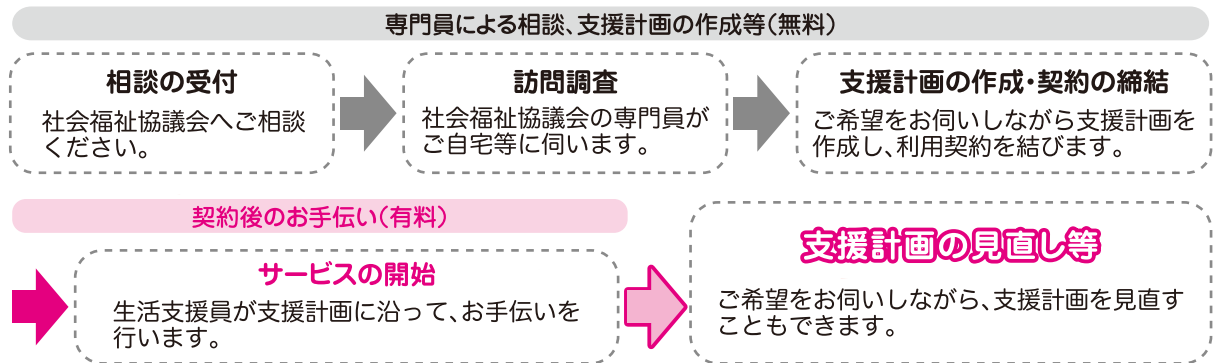 専門員による相談、支援計画の作成等（無料）
相談の受付
社会福祉協議会へご相談
ください。
訪問調査
社会福祉協議会の専門員が
ご自宅等に伺います。
支援計画の作成・契約の締結
ご希望をお伺いしながら支援計画を
作成し、利用契約を結びます。
契約後のお手伝い（有料）
サービスの開始
生活支援員が支援計画に沿って、お手伝いを
行います。
支援計画の見直し等
ご希望をお伺いしながら、支援計画を見直す
こともできます。